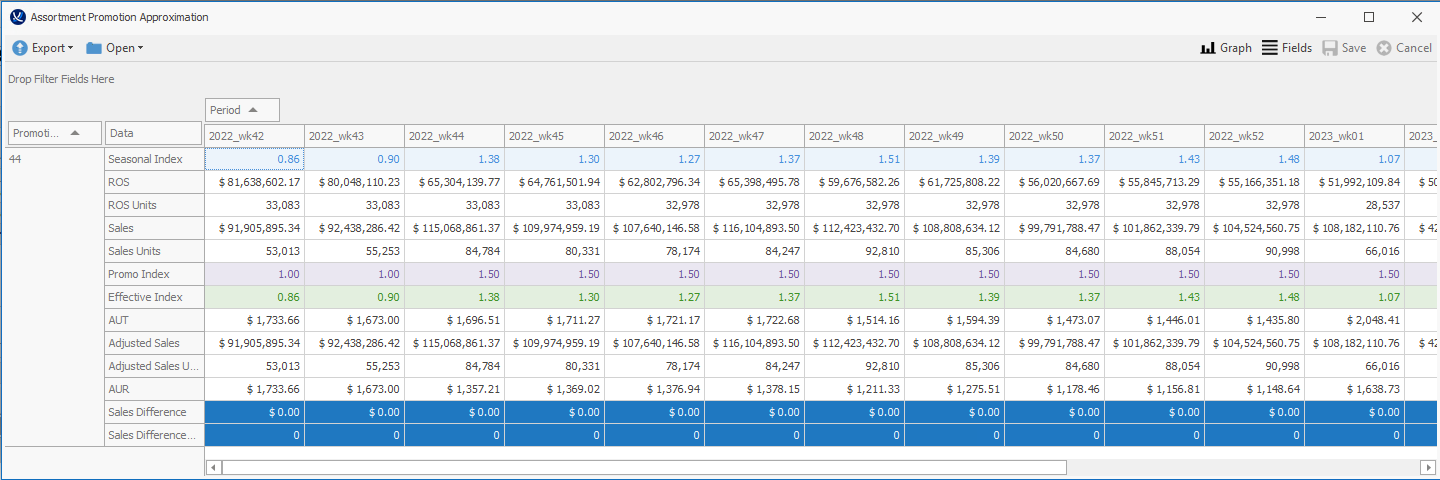 Assortment Promotion Approximation
Export Open Graph Fields Save Cancel
Drop Filter Fields Here
Period
Promoti... Data 2022_wk42 2022_wk43 2022_wk44 2022_wk45 2022_wk46 2022_wk47 2022_wk48 2022_wk49 2022_wk50 2022_wk51 2022_wk52 2023_wk01 2023_
44 Seasonal Index 0.86 0.90 1.38 1.30 1.27 1.37 1.51 1.39 1.37 1.43 1.48 1.07
ROS $ 81,638,602.17 $ 80,048,110.23 $ 65,304,139.77 $ 64,761,501.94 $ 62,802,796.34 $ 65,398,495.78 $ 59,676,582.26 $ 61,725,808.22 $ 56,020,667.69 $ 55,845,713.29 $ 55,166,351.18 $ 51,992,109.84 $ 50
ROS Units 33,083 33,083 33,083 33,083 32,978 32,978 32,978 32,978 32,978 32,978 32,978 28,537
Sales $ 91,905,895.34 $ 92,438,286.42 $ 115,068,861.37 $ 109,974,959.19 $ 107,640,146.58 $ 116,104,893.50 $ 112,423,432.70 $ 108,808,634.12 $ 99,791,788.47 $ 101,862,339.79 $ 104,524,560.75 $ 108,182,110.76 $ 42
Sales Units 53,013 55,253 84,784 80,331 78,174 84,247 92,810 85,306 84,680 88,054 90,998 66,016
Promo Index 1.00 1.00 1.50 1.50 1.50 1.50 1.50 1.50 1.50 1.50 1.50 1.50
Effective Index 0.86 0.90 1.38 1.30 1.27 1.37 1.51 1.39 1.37 1.43 1.48 1.07
AUT $ 1,733.66 $ 1,673.00 $ 1,696.51 $ 1,711.27 $ 1,721.17 $ 1,722.68 $ 1,514.16 $ 1,594.39 $ 1,473.07 $ 1,446.01 $ 1,435.80 $ 2,048.41
Adjusted Sales $ 91,905,895.34 $ 92,438,286.42 $ 115,068,861.37 $ 109,974,959.19 $ 107,640,146.58 $ 116,104,893.50 $ 112,423,432.70 $ 108,808,634.12 $ 99,791,788.47 $ 101,862,339.79 $ 104,524,560.75 $ 108,182,110.76 $ 42
Adjusted Sales U... 53,013 55,253 84,784 80,331 78,174 84,247 92,810 85,306 84,680 88,054 90,998 66,016
AUR $ 1,733.66 $ 1,673.00 $ 1,357.21 $ 1,369.02 $ 1,376.94 $ 1,378.15 $ 1,211.33 $ 1,275.51 $ 1,178.46 $ 1,156.81 $ 1,148.64 $ 1,638.73
Sales Difference $ 0.00 $ 0.00 $ 0.00 $ 0.00 $ 0.00 $ 0.00 $ 0.00 $ 0.00 $ 0.00 $ 0.00 $ 0.00 $ 0.00
Sales Difference... 0 0 0 0 0 0 0 0 0 0 0 0